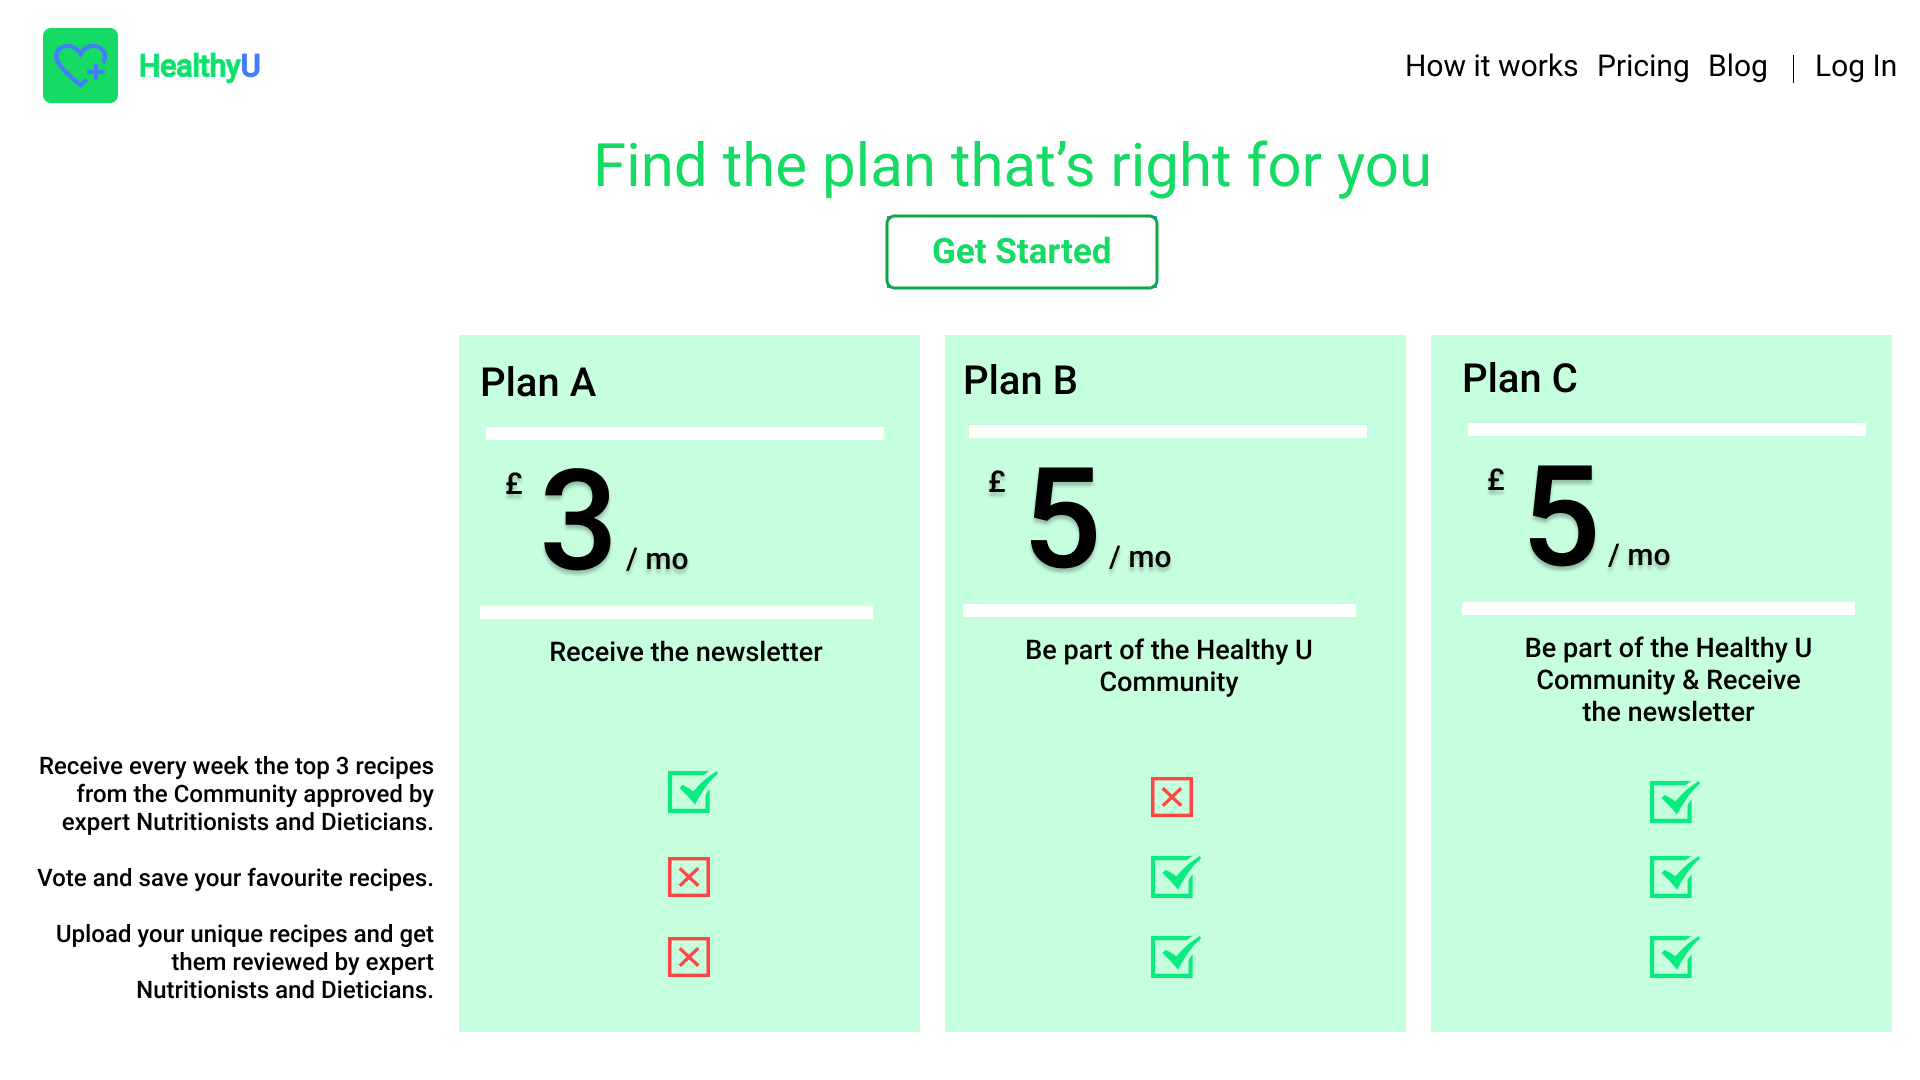 HealthyU
How it works Pricing Blog | Log In
Find the plan that’s right for you
Get Started
Plan A
£ 3 / mo
Receive the newsletter
Plan B
£ 5 / mo
Be part of the Healthy U
Community
Plan C
£ 5 / mo
Be part of the Healthy U
Community & Receive
the newsletter
Receive every week the top 3 recipes
from the Community approved by
expert Nutritionists and Dieticians.
Vote and save your favourite recipes.
Upload your unique recipes and get
them reviewed by expert
Nutritionists and Dieticians.